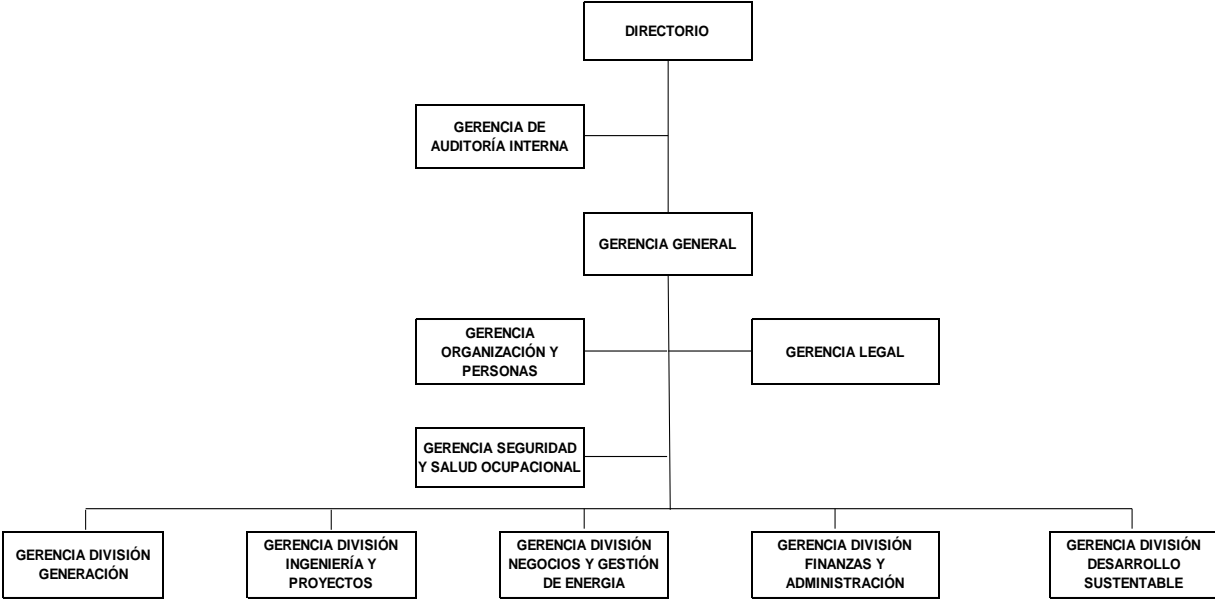 DIRECTORIO
GERENCIA DE
AUDITORÍA INTERNA
GERENCIA GENERAL
GERENCIA
ORGANIZACIÓN Y
PERSONAS
GERENCIA LEGAL
GERENCIA SEGURIDAD
Y SALUD OCUPACIONAL
GERENCIA DIVISIÓN
GENERACIÓN
GERENCIA DIVISIÓN
INGENIERÍA Y
PROYECTOS
GERENCIA DIVISIÓN
NEGOCIOS Y GESTIÓN
DE ENERGIA
GERENCIA DIVISIÓN
FINANZAS Y
ADMINISTRACIÓN
GERENCIA DIVISIÓN
DESARROLLO
SUSTENTABLE